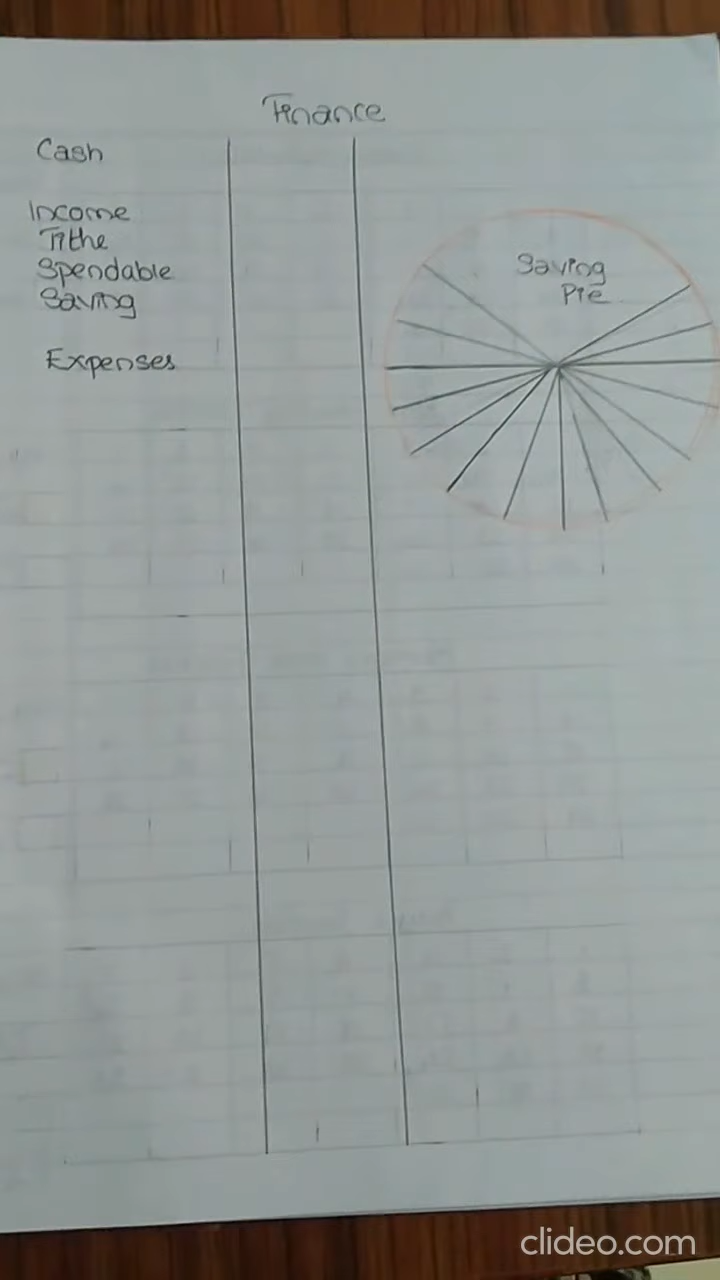 Finance
Cash
Income
Tithe
Spendable
Saving
Expenses
Saving
Pie
clideo.com